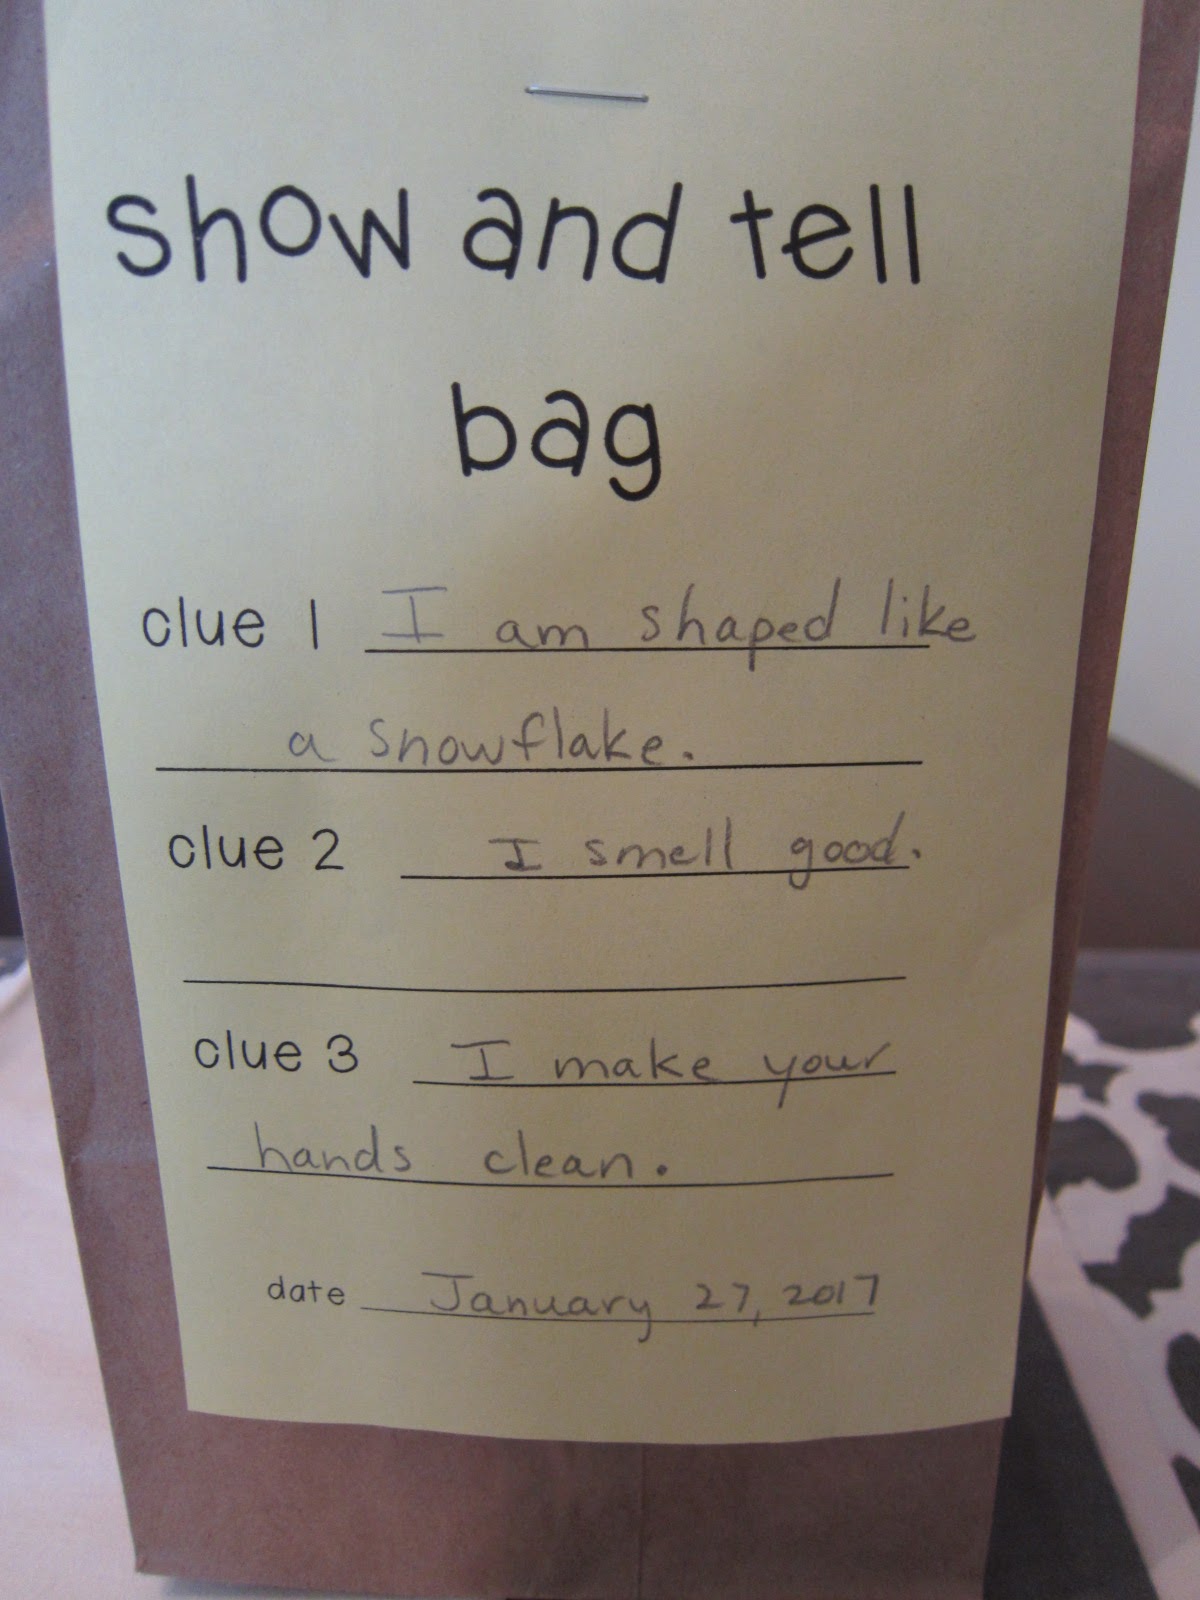 show and tell
bag
clue 1 I am shaped like
a snowflake.
clue 2 I smell good.
clue 3 I make your
hands clean.
date January 27, 2017